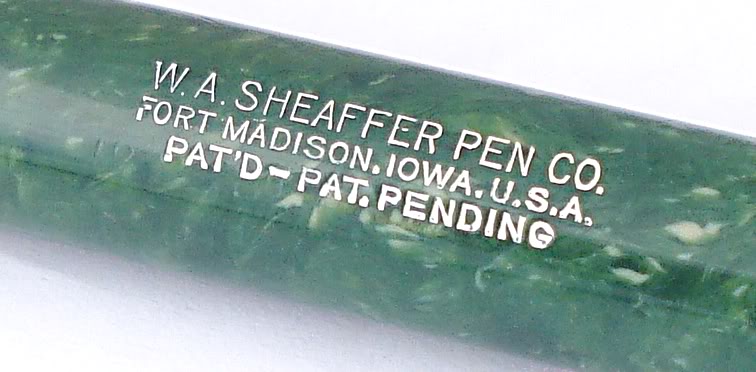 W. A. SHEAFFER PEN CO.
FORT MADISON, IOWA, U.S.A.
PAT'D - PAT. PENDING